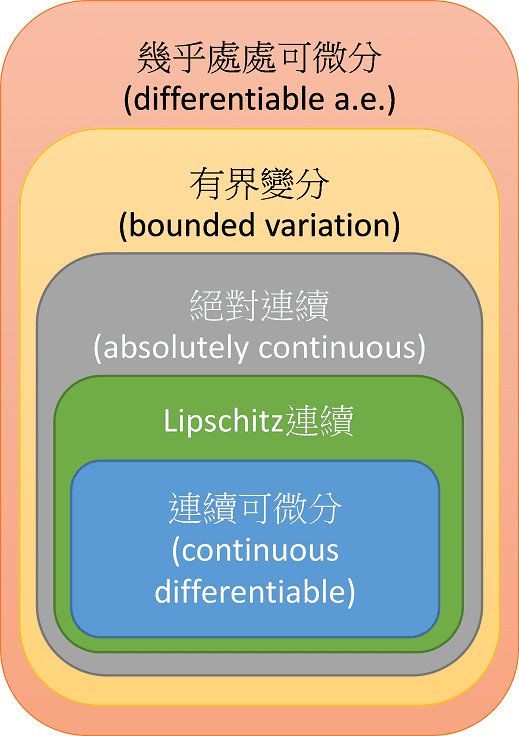 幾乎處處可微分
(differentiable a.e.)
有界變分
(bounded variation)
絕對連續
(absolutely continuous)
Lipschitz連續
連續可微分
(continuous
differentiable)